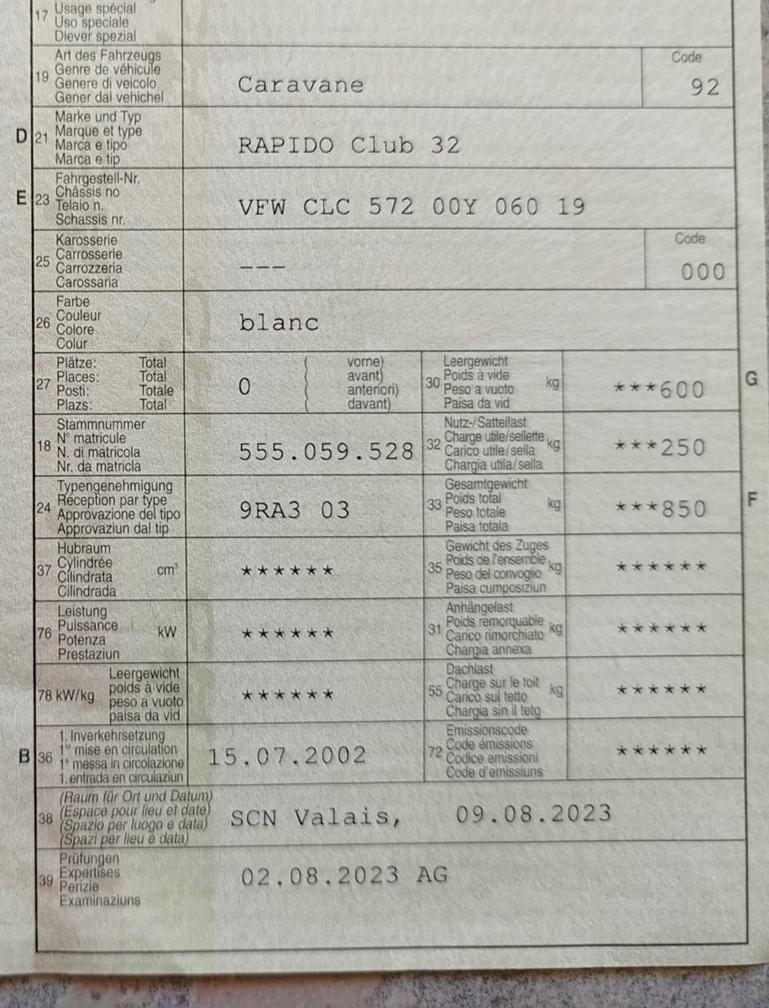 17 Usage spécial
Uso speciale
Diever spezial
Art des Fahrzeugs
19 Genre de véhicule
Genere di veicolo
Gener dal vehichel
Caravane
Code
92
D 21 Marke und Typ
Marque et type
Marca e tipo
Marca e tip
RAPIDO Club 32
E 23 Fahrgestell-Nr.
Châssis no
Telaio n.
Schassis nr.
VFW CLC 572 00Y 060 19
25 Karosserie
Carrosserie
Carrozzeria
Carossaria
---
Code
000
26 Farbe
Couleur
Colore
Colur
blanc
27 Plätze: Total
Places: Total
Posti: Totale
Plazs: Total
0
( vorne)
( avant)
( anteriori)
( davant)
30 Leergewicht
Poids à vide kg
Peso a vuoto
Paisa da vid
***600
G
18 Stammnummer
N° matricule
N. di matricola
Nr. da matricla
555.059.528
32 Nutz-/Sattellast
Charge utile/sellette kg
Carico utile/sella
Chargia utila/sella
***250
24 Typengenehmigung
Réception par type
Approvazione del tipo
Approvaziun dal tip
9RA3 03
33 Gesamtgewicht
Poids total kg
Peso totale
Paisa totala
***850
F
37 Hubraum
Cylindrée cm³
Cilindrata
Cilindrada
******
35 Gewicht des Zuges
Poids de l'ensemble kg
Peso del convoglio
Paisa cumposiziun
******
76 Leistung
Puissance kW
Potenza
Prestaziun
******
31 Anhängelast
Poids remorquable kg
Carico rimorchiato
Chargia annexa
******
78 kW/kg Leergewicht
poids à vide
peso a vuoto
paisa da vid
******
55 Dachlast
Charge sur le toit kg
Carico sul tetto
Chargia sin il tetg
******
B 36 1. Inverkehrsetzung
1re mise en circulation
1a messa in circolazione
1. entrada en circulaziun
15.07.2002
72 Emissionscode
Code émissions
Codice emissioni
Code d'emissiuns
******
38 (Raum für Ort und Datum)
(Espace pour lieu et date)
(Spazio per luogo e data)
(Spazi per lieu e data)
SCN Valais, 09.08.2023
39 Prüfungen
Expertises
Perizie
Examinaziuns
02.08.2023 AG